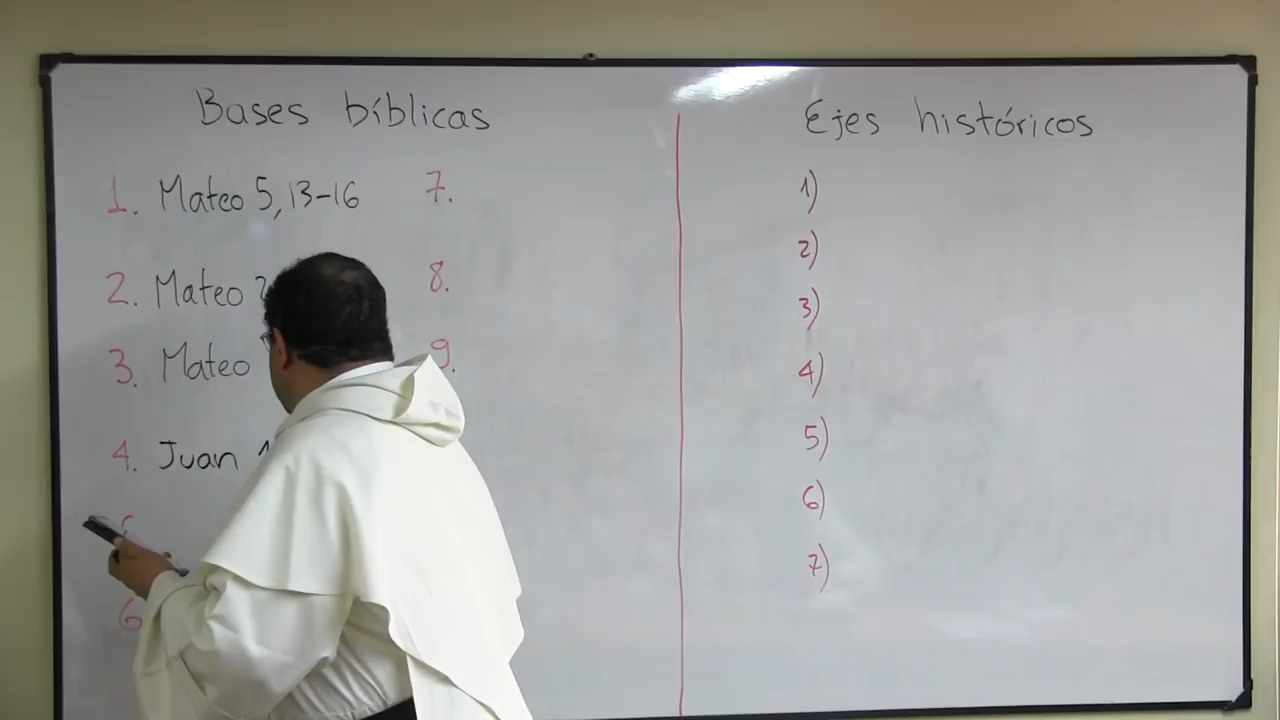 Bases bíblicas
1. Mateo 5, 13-16
2. Mateo
3. Mateo
4. Juan
6
7.
8.
9.
Ejes históricos
1)
2)
3)
4)
5)
6)
7)